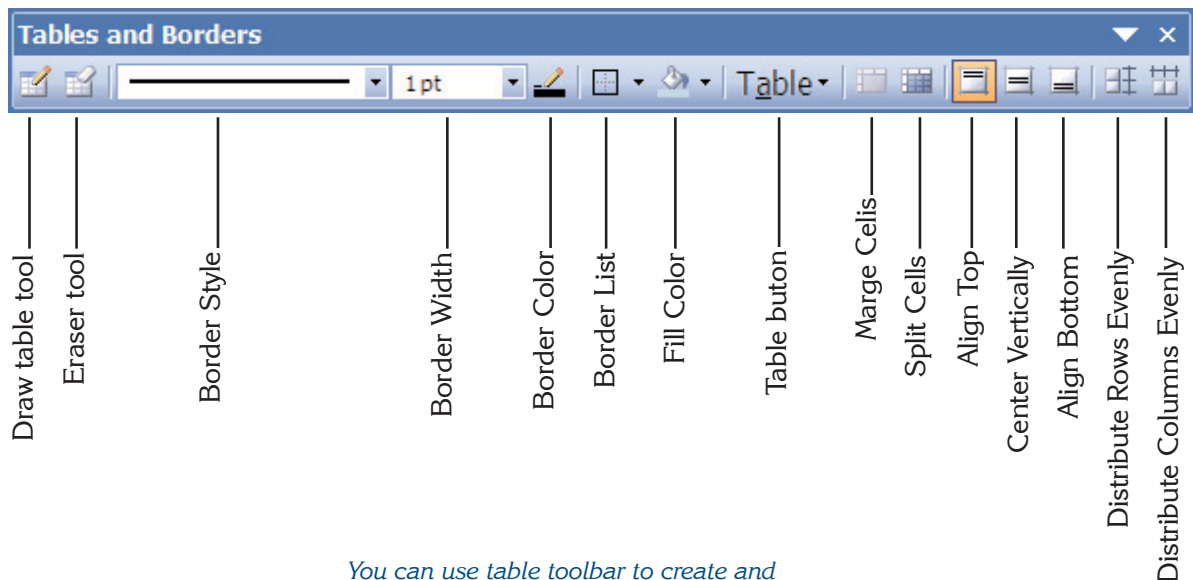 Tables and Borders
1 pt
Table
Draw table tool
Eraser tool
Border Style
Border Width
Border Color
Border List
Fill Color
Table buton
Marge Celis
Split Cells
Align Top
Center Vertically
Align Bottom
Distribute Rows Evenly
Distribute Columns Evenly
You can use table toolbar to create and